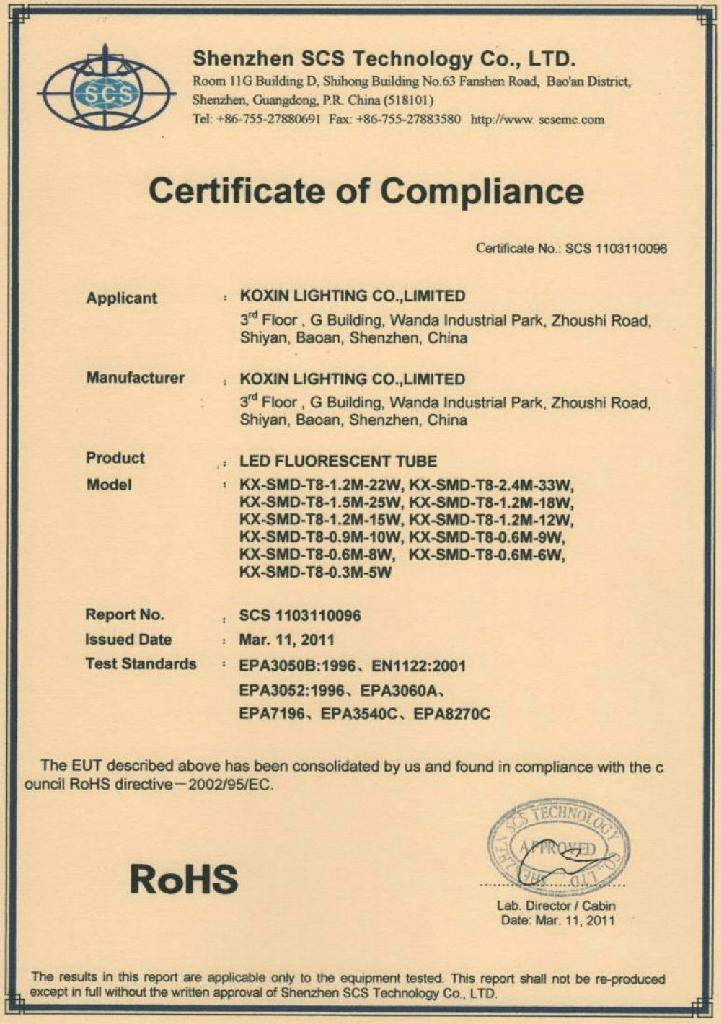 SCS
Shenzhen SCS Technology Co., LTD.
Room 11G Building D, Shihong Building No.63 Fanshen Road, Bao'an District,
Shenzhen, Guangdong, P.R. China (518101)
Tel: +86-755-27880691 Fax: +86-755-27883580 http://www. scsemc.com
Certificate of Compliance
Certificate No.: SCS 1103110096
Applicant : KOXIN LIGHTING CO.,LIMITED
3rd Floor , G Building, Wanda Industrial Park, Zhoushi Road,
Shiyan, Baoan, Shenzhen, China
Manufacturer : KOXIN LIGHTING CO.,LIMITED
3rd Floor , G Building, Wanda Industrial Park, Zhoushi Road,
Shiyan, Baoan, Shenzhen, China
Product : LED FLUORESCENT TUBE
Model : KX-SMD-T8-1.2M-22W, KX-SMD-T8-2.4M-33W,
KX-SMD-T8-1.5M-25W, KX-SMD-T8-1.2M-18W,
KX-SMD-T8-1.2M-15W, KX-SMD-T8-1.2M-12W,
KX-SMD-T8-0.9M-10W, KX-SMD-T8-0.6M-9W,
KX-SMD-T8-0.6M-8W, KX-SMD-T8-0.6M-6W,
KX-SMD-T8-0.3M-5W
Report No. : SCS 1103110096
Issued Date : Mar. 11, 2011
Test Standards : EPA3050B:1996、EN1122:2001
EPA3052:1996、EPA3060A、
EPA7196、EPA3540C、EPA8270C
The EUT described above has been consolidated by us and found in compliance with the c
ouncil RoHS directive－2002/95/EC.
SHENZHEN SCS TECHNOLOGY CO., LTD.
APPROVED
RoHS
Lab. Director / Cabin
Date: Mar. 11, 2011
The results in this report are applicable only to the equipment tested. This report shall not be re-produced
except in full without the written approval of Shenzhen SCS Technology Co., LTD.